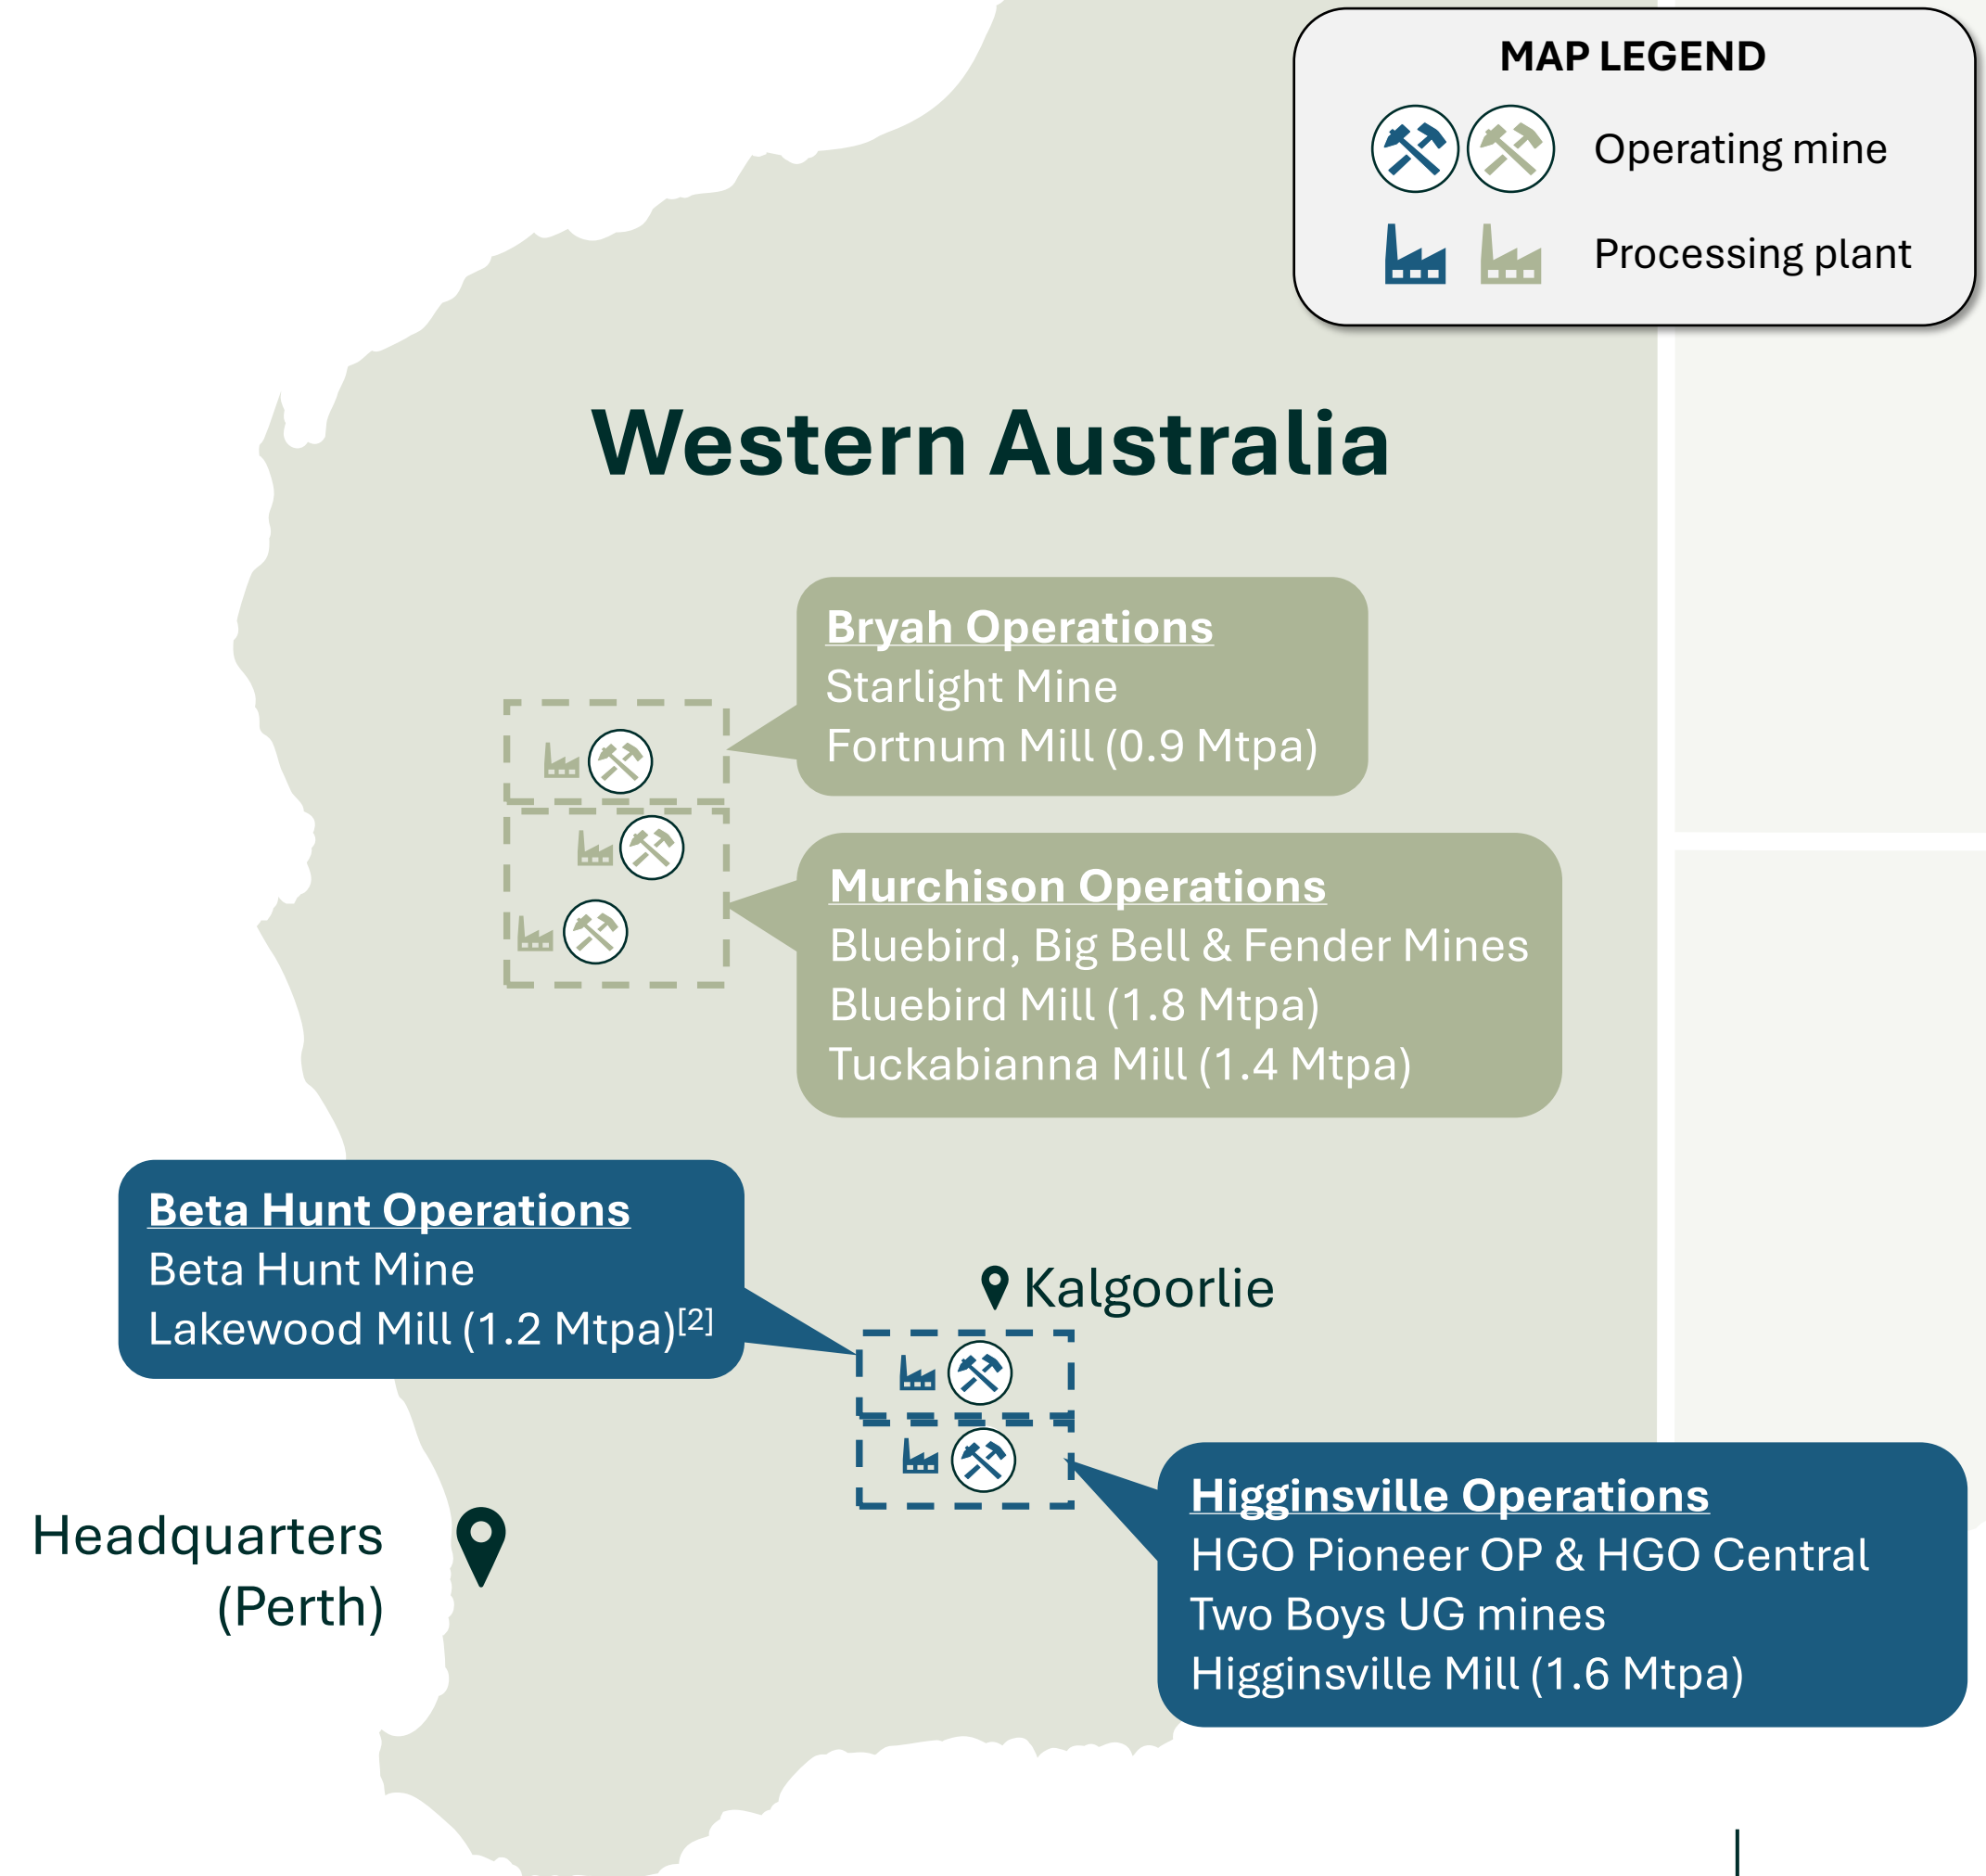 MAP LEGEND
Operating mine
Processing plant
Western Australia
Bryah Operations
Starlight Mine
Fortnum Mill (0.9 Mtpa)
Murchison Operations
Bluebird, Big Bell & Fender Mines
Bluebird Mill (1.8 Mtpa)
Tuckabianna Mill (1.4 Mtpa)
Beta Hunt Operations
Beta Hunt Mine
Lakewood Mill (1.2 Mtpa)[2]
Kalgoorlie
Higginsville Operations
HGO Pioneer OP & HGO Central
Two Boys UG mines
Higginsville Mill (1.6 Mtpa)
Headquarters
(Perth)